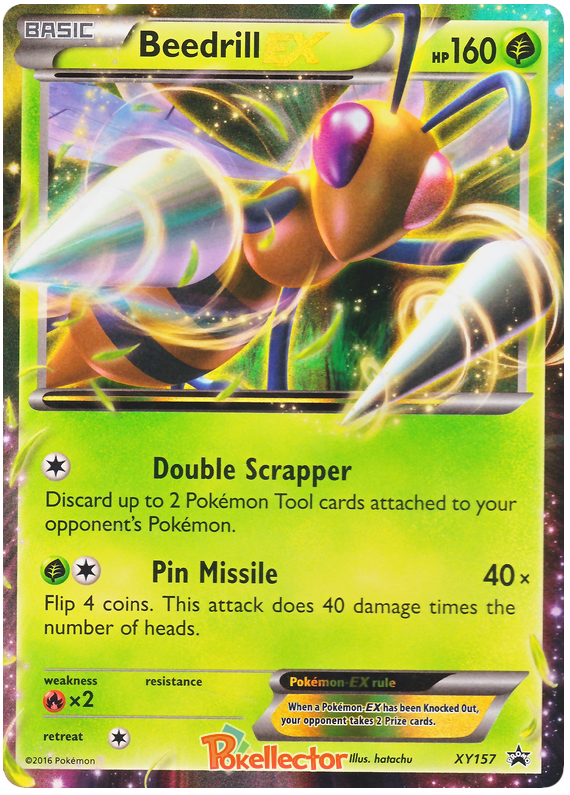 BASIC
Beedrill EX
HP160
Double Scrapper
Discard up to 2 Pokémon Tool cards attached to your
opponent's Pokémon.
Pin Missile 40×
Flip 4 coins. This attack does 40 damage times the
number of heads.
weakness resistance
×2
Pokémon-EX rule
When a Pokémon-EX has been Knocked Out,
your opponent takes 2 Prize cards.
retreat
©2016 Pokémon
Pokellector
Illus. hatachu
XY157